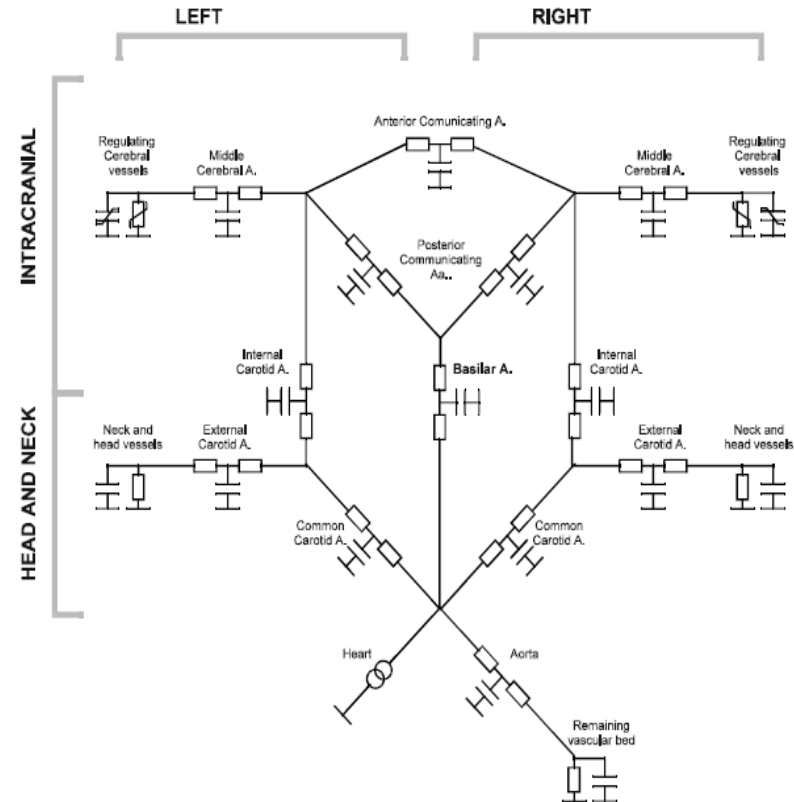 LEFT
RIGHT
INTRACRANIAL
HEAD AND NECK
Anterior Comunicating A.
Regulating
Cerebral
vessels
Middle
Cerebral A.
Middle
Cerebral A.
Regulating
Cerebral
vessels
Posterior
Communicating
Aa..
Internal
Carotid A.
Basilar A.
Internal
Carotid A.
Neck and
head vessels
External
Carotid A.
External
Carotid A.
Neck and
head vessels
Common
Carotid A.
Common
Carotid A.
Heart
Aorta
Remaining
vascular bed